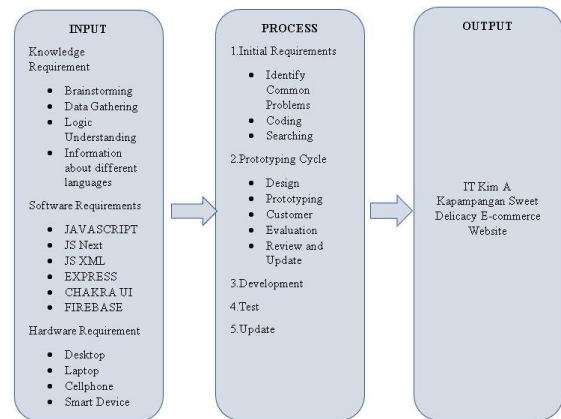 INPUT
Knowledge
Requirement
Brainstorming
Data Gathering
Logic
Understanding
Information
about different
languages
Software Requirements
JAVASCRIPT
JS Next
JS XML
EXPRESS
CHAKRA UI
FIREBASE
Hardware Requirement
Desktop
Laptop
Cellphone
Smart Device
PROCESS
1.Initial Requirements
Identify
Common
Problems
Coding
Searching
2.Prototyping Cycle
Design
Prototyping
Customer
Evaluation
Review and
Update
3.Development
4.Test
5.Update
OUTPUT
IT Kim A
Kapampangan Sweet
Delicacy E-commerce
Website